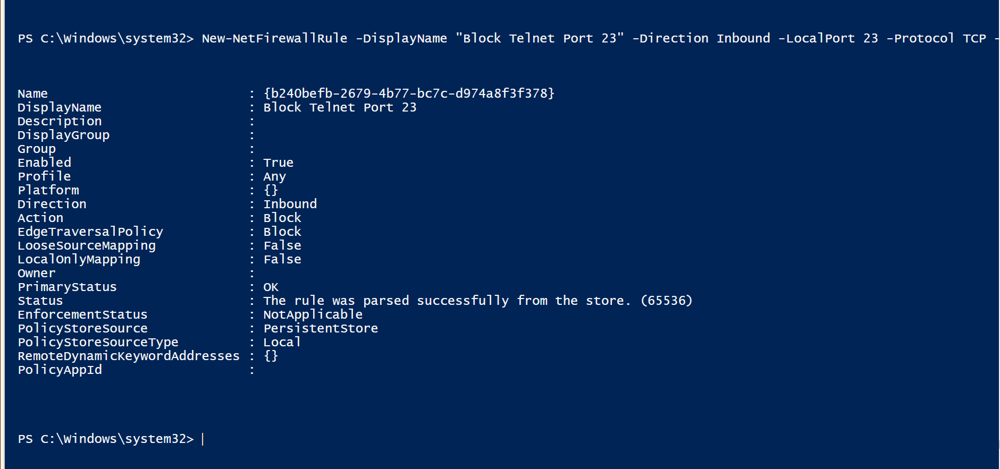 PS C:\Windows\system32> New-NetFirewallRule -DisplayName "Block Telnet Port 23" -Direction Inbound -LocalPort 23 -Protocol TCP -
Name : {b240befb-2679-4b77-bc7c-d974a8f3f378}
DisplayName : Block Telnet Port 23
Description :
DisplayGroup :
Group :
Enabled : True
Profile : Any
Platform : {}
Direction : Inbound
Action : Block
EdgeTraversalPolicy : Block
LooseSourceMapping : False
LocalOnlyMapping : False
Owner :
PrimaryStatus : OK
Status : The rule was parsed successfully from the store. (65536)
EnforcementStatus : NotApplicable
PolicyStoreSource : PersistentStore
PolicyStoreSourceType : Local
RemoteDynamicKeywordAddresses : {}
PolicyAppId :
PS C:\Windows\system32>